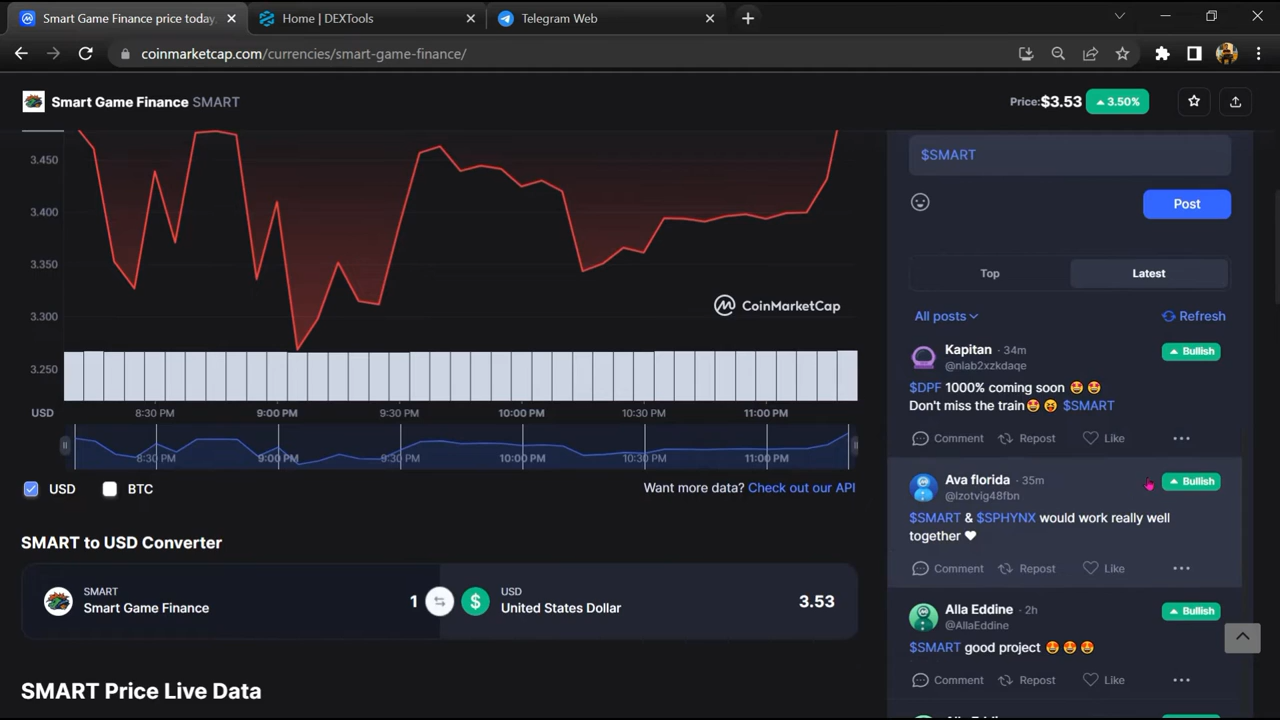 Smart Game Finance price today,
Home | DEXTools
Telegram Web
coinmarketcap.com/currencies/smart-game-finance/
Smart Game Finance SMART
Price:$3.53 3.50%
3.450
3.400
3.350
3.300
3.250
CoinMarketCap
USD 8:30 PM 9:00 PM 9:30 PM 10:00 PM 10:30 PM 11:00 PM
8:30 PM 9:00 PM 9:30 PM 10:00 PM 10:30 PM 11:00 PM
USD BTC
Want more data? Check out our API
SMART to USD Converter
SMART
Smart Game Finance
1
USD
United States Dollar
3.53
SMART Price Live Data
$SMART
Post
Top Latest
All posts Refresh
Kapitan · 34m
Bullish
@nlab2xzkdaqe
$DPF 1000% coming soon 🤩 🤩
Don't miss the train🤩 😝 $SMART
Comment Repost Like
Ava florida · 35m
Bullish
@izotvig48fbn
$SMART & $SPHYNX would work really well
together ♥
Comment Repost Like
Alla Eddine · 2h
Bullish
@AllaEddine
$SMART good project 🤩 🤩 🤩
Comment Repost Like